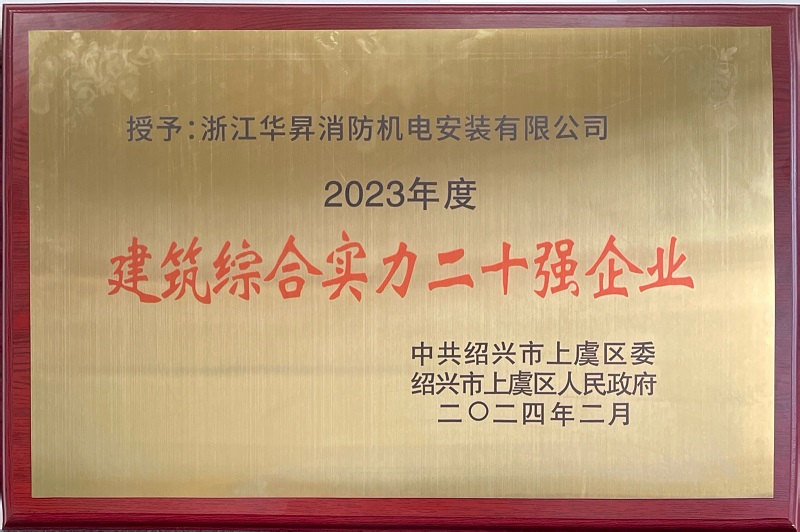 授予：浙江华昇消防机电安装有限公司
2023年度
建筑综合实力二十强企业
中共绍兴市上虞区委
绍兴市上虞区人民政府
二〇二四年二月